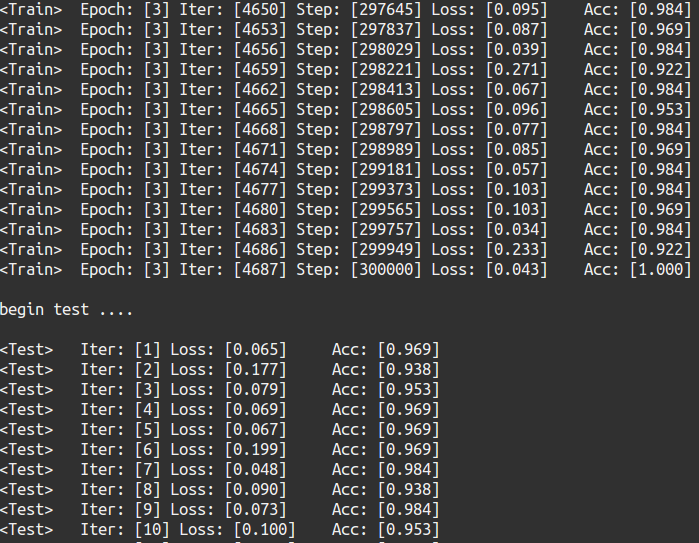 <Train>  Epoch: [3] Iter: [4650] Step: [297645] Loss: [0.095]    Acc: [0.984]
<Train>  Epoch: [3] Iter: [4653] Step: [297837] Loss: [0.087]    Acc: [0.969]
<Train>  Epoch: [3] Iter: [4656] Step: [298029] Loss: [0.039]    Acc: [0.984]
<Train>  Epoch: [3] Iter: [4659] Step: [298221] Loss: [0.271]    Acc: [0.922]
<Train>  Epoch: [3] Iter: [4662] Step: [298413] Loss: [0.067]    Acc: [0.984]
<Train>  Epoch: [3] Iter: [4665] Step: [298605] Loss: [0.096]    Acc: [0.953]
<Train>  Epoch: [3] Iter: [4668] Step: [298797] Loss: [0.077]    Acc: [0.984]
<Train>  Epoch: [3] Iter: [4671] Step: [298989] Loss: [0.085]    Acc: [0.969]
<Train>  Epoch: [3] Iter: [4674] Step: [299181] Loss: [0.057]    Acc: [0.984]
<Train>  Epoch: [3] Iter: [4677] Step: [299373] Loss: [0.103]    Acc: [0.984]
<Train>  Epoch: [3] Iter: [4680] Step: [299565] Loss: [0.103]    Acc: [0.969]
<Train>  Epoch: [3] Iter: [4683] Step: [299757] Loss: [0.034]    Acc: [0.984]
<Train>  Epoch: [3] Iter: [4686] Step: [299949] Loss: [0.233]    Acc: [0.922]
<Train>  Epoch: [3] Iter: [4687] Step: [300000] Loss: [0.043]    Acc: [1.000]
begin test ....
<Test>   Iter: [1] Loss: [0.065]     Acc: [0.969]
<Test>   Iter: [2] Loss: [0.177]     Acc: [0.938]
<Test>   Iter: [3] Loss: [0.079]     Acc: [0.953]
<Test>   Iter: [4] Loss: [0.069]     Acc: [0.969]
<Test>   Iter: [5] Loss: [0.067]     Acc: [0.969]
<Test>   Iter: [6] Loss: [0.199]     Acc: [0.969]
<Test>   Iter: [7] Loss: [0.048]     Acc: [0.984]
<Test>   Iter: [8] Loss: [0.090]     Acc: [0.938]
<Test>   Iter: [9] Loss: [0.073]     Acc: [0.984]
<Test>   Iter: [10] Loss: [0.100]    Acc: [0.953]